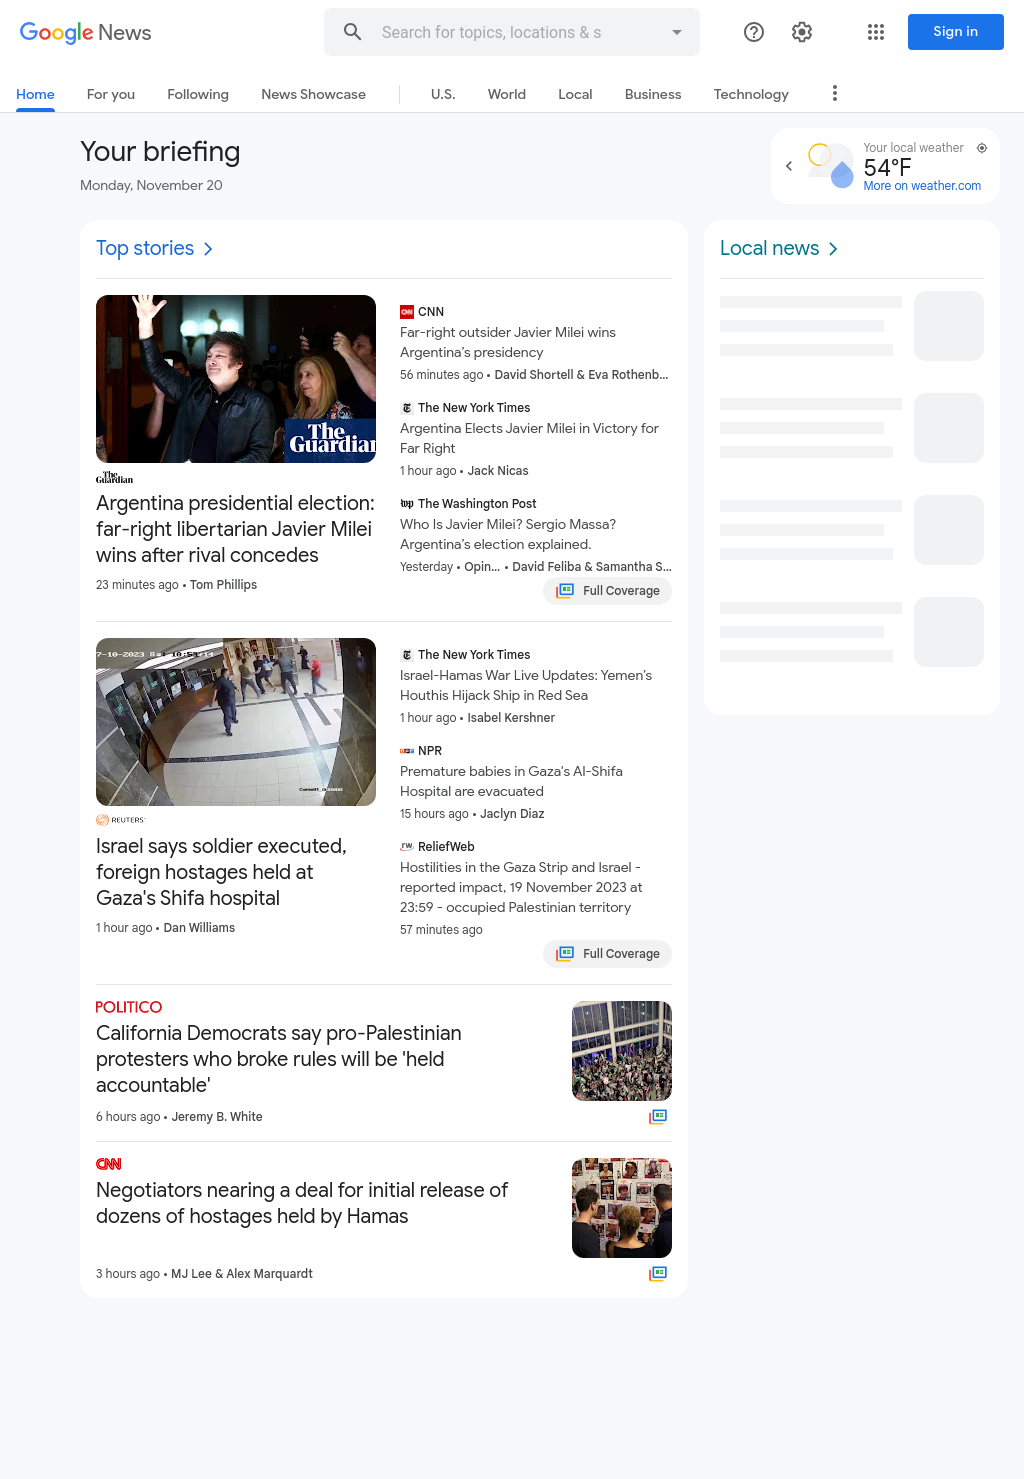 Google News
Search for topics, locations & s
Sign in
Home
For you
Following
News Showcase
U.S.
World
Local
Business
Technology
Your briefing
Monday, November 20
Your local weather
54°F
More on weather.com
Top stories
The
Guardian
The
Guardian
Argentina presidential election:
far-right libertarian Javier Milei
wins after rival concedes
23 minutes ago • Tom Phillips
CNN
CNN
Far-right outsider Javier Milei wins
Argentina’s presidency
56 minutes ago • David Shortell & Eva Rothenb...
The New York Times
Argentina Elects Javier Milei in Victory for
Far Right
1 hour ago • Jack Nicas
wp The Washington Post
Who Is Javier Milei? Sergio Massa?
Argentina’s election explained.
Yesterday • Opin... • David Feliba & Samantha S...
Full Coverage
7-10-2023 Sat 10:53:14
Camera01
REUTERS
Israel says soldier executed,
foreign hostages held at
Gaza's Shifa hospital
1 hour ago • Dan Williams
The New York Times
Israel-Hamas War Live Updates: Yemen’s
Houthis Hijack Ship in Red Sea
1 hour ago • Isabel Kershner
npr NPR
Premature babies in Gaza's Al-Shifa
Hospital are evacuated
15 hours ago • Jaclyn Diaz
rw ReliefWeb
Hostilities in the Gaza Strip and Israel -
reported impact, 19 November 2023 at
23:59 - occupied Palestinian territory
57 minutes ago
Full Coverage
POLITICO
California Democrats say pro-Palestinian
protesters who broke rules will be 'held
accountable'
6 hours ago • Jeremy B. White
CNN
Negotiators nearing a deal for initial release of
dozens of hostages held by Hamas
3 hours ago • MJ Lee & Alex Marquardt
Local news